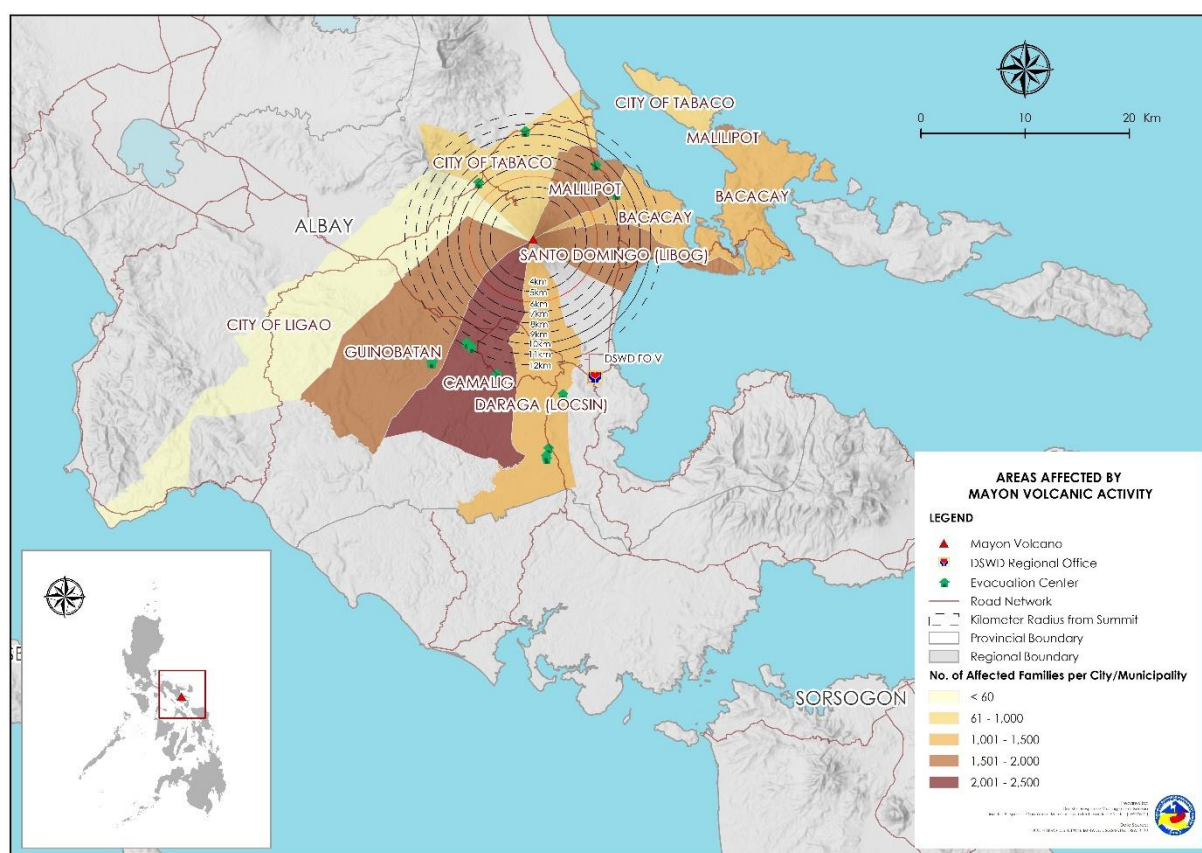 CITY OF TABACO
MALILIPOT
BACACAY
0 10 20 Km
CITY OF TABACO
MALILIPOT
BACACAY
ALBAY
SANTO DOMINGO (LIBOG)
4km
5km
6km
7km
8km
9km
10km
11km
12km
CITY OF LIGAO
GUINOBATAN
CAMALIG
DARAGA (LOCSIN)
DSWD FO V
SORSOGON
AREAS AFFECTED BY
MAYON VOLCANIC ACTIVITY
LEGEND
Mayon Volcano
DSWD Regional Office
Evacuation Center
Road Network
Kilometer Radius from Summit
Provincial Boundary
Regional Boundary
No. of Affected Families per City/Municipality
< 60
61 - 1,000
1,001 - 1,500
1,501 - 2,000
2,001 - 2,500